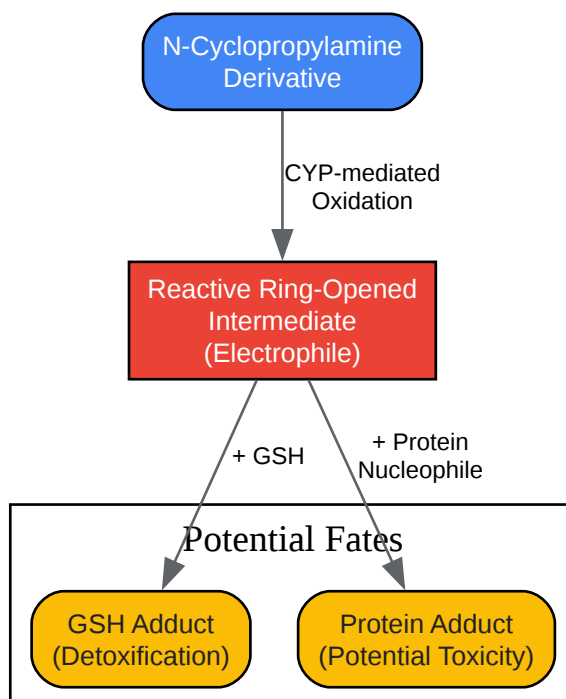 N-Cyclopropylamine
Derivative
CYP-mediated
Oxidation
Reactive Ring-Opened
Intermediate
(Electrophile)
+ GSH
+ Protein
Nucleophile
Potential Fates
GSH Adduct
(Detoxification)
Protein Adduct
(Potential Toxicity)